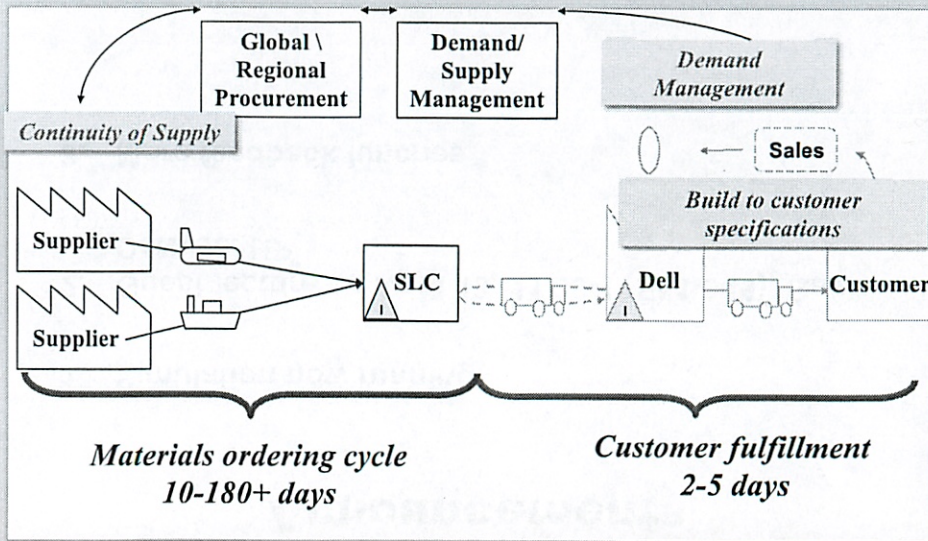 Global \
Regional
Procurement
Demand/
Supply
Management
Demand
Management
Continuity of Supply
Sales
Build to customer
specifications
Supplier
SLC
I
Dell
I
Customer
Supplier
Materials ordering cycle
10-180+ days
Customer fulfillment
2-5 days